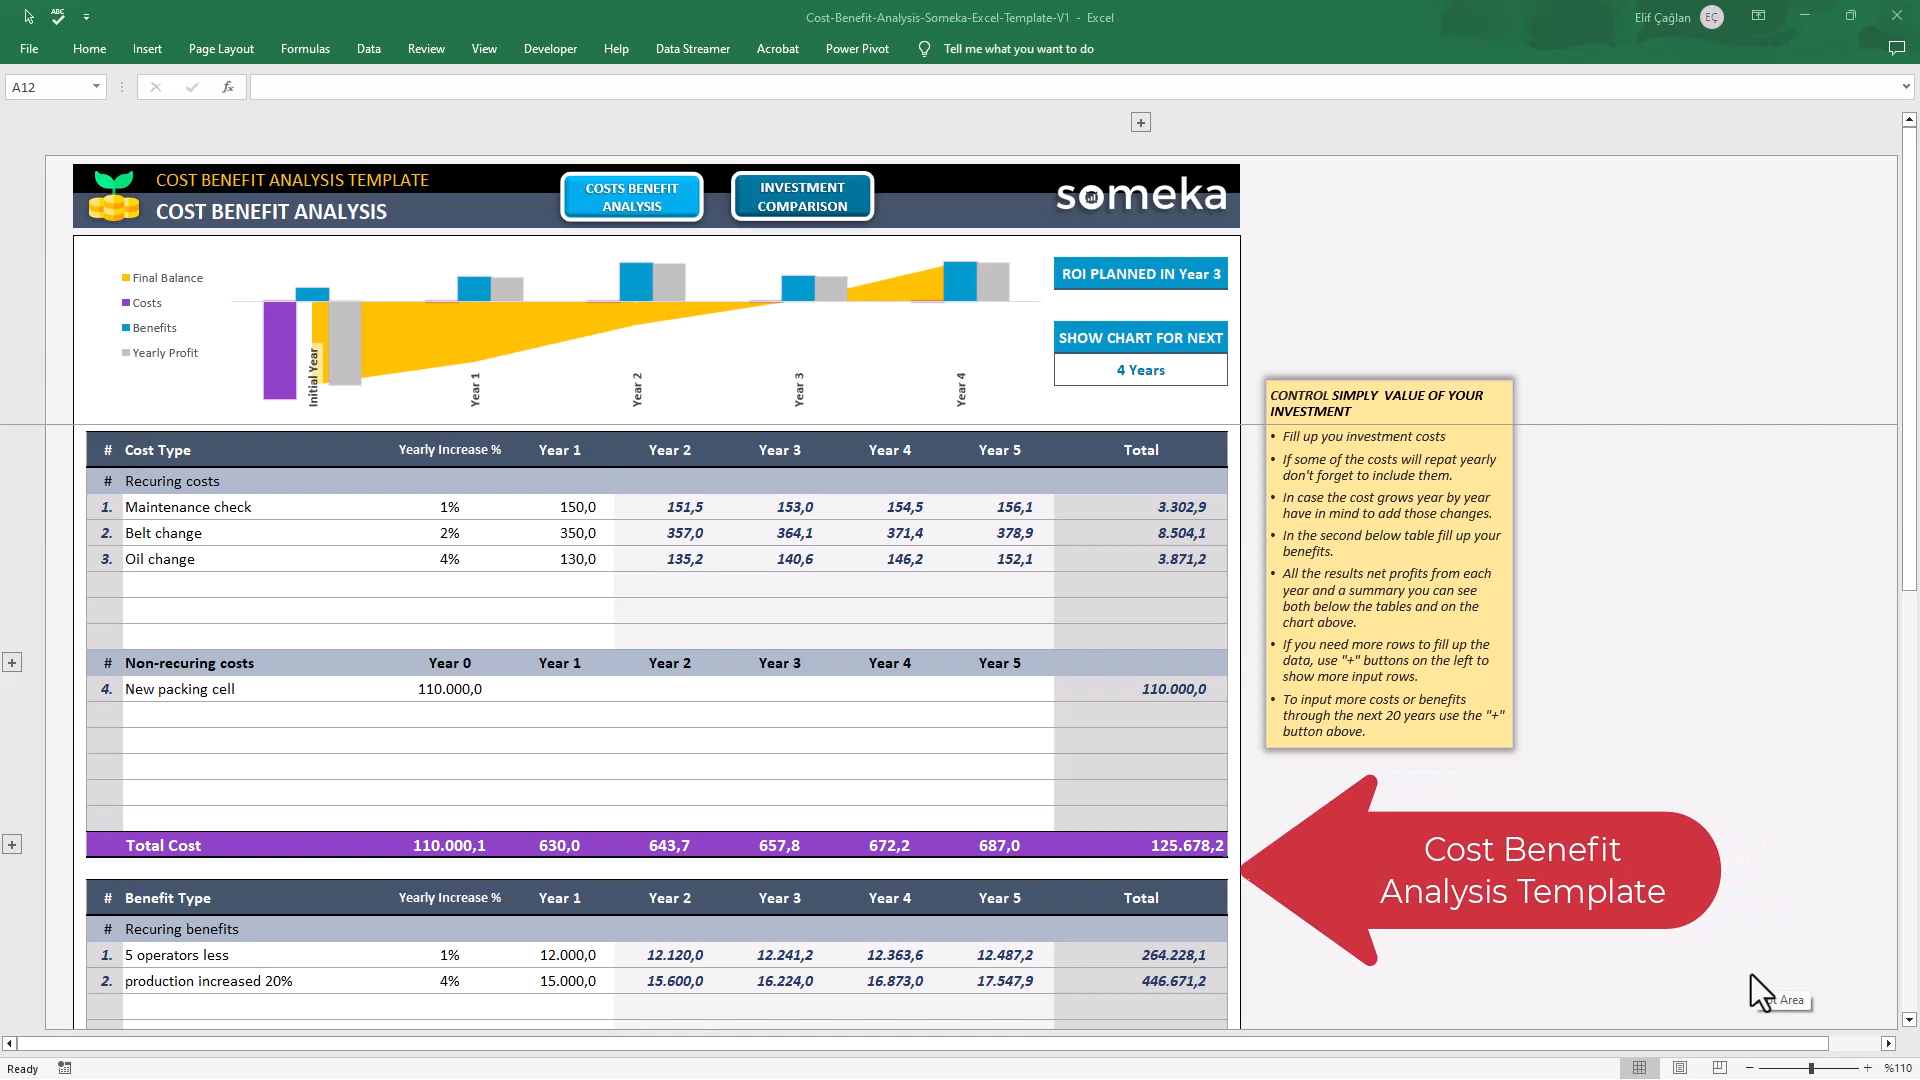 ABC
Cost-Benefit-Analysis-Someka-Excel-Template-V1 - Excel
Elif Çağlan EÇ
File Home Insert Page Layout Formulas Data Review View Developer Help Data Streamer Acrobat Power Pivot Tell me what you want to do
A12 fx
COST BENEFIT ANALYSIS TEMPLATE
COST BENEFIT ANALYSIS
COSTS BENEFIT
ANALYSIS
INVESTMENT
COMPARISON
someka
Final Balance
Costs
Benefits
Yearly Profit
Initial Year
Year 1
Year 2
Year 3
Year 4
ROI PLANNED IN Year 3
SHOW CHART FOR NEXT
4 Years
# Cost Type Yearly Increase % Year 1 Year 2 Year 3 Year 4 Year 5 Total
# Recuring costs
1. Maintenance check 1% 150,0 151,5 153,0 154,5 156,1 3.302,9
2. Belt change 2% 350,0 357,0 364,1 371,4 378,9 8.504,1
3. Oil change 4% 130,0 135,2 140,6 146,2 152,1 3.871,2
# Non-recuring costs Year 0 Year 1 Year 2 Year 3 Year 4 Year 5
4. New packing cell 110.000,0 110.000,0
Total Cost 110.000,1 630,0 643,7 657,8 672,2 687,0 125.678,2
# Benefit Type Yearly Increase % Year 1 Year 2 Year 3 Year 4 Year 5 Total
# Recuring benefits
1. 5 operators less 1% 12.000,0 12.120,0 12.241,2 12.363,6 12.487,2 264.228,1
2. production increased 20% 4% 15.000,0 15.600,0 16.224,0 16.873,0 17.547,9 446.671,2
CONTROL SIMPLY VALUE OF YOUR
INVESTMENT
• Fill up you investment costs
• If some of the costs will repat yearly
don't forget to include them.
• In case the cost grows year by year
have in mind to add those changes.
• In the second below table fill up your
benefits.
• All the results net profits from each
year and a summary you can see
both below the tables and on the
chart above.
• If you need more rows to fill up the
data, use "+" buttons on the left to
show more input rows.
• To input more costs or benefits
through the next 20 years use the "+"
button above.
Cost Benefit
Analysis Template
Area
Ready
%110